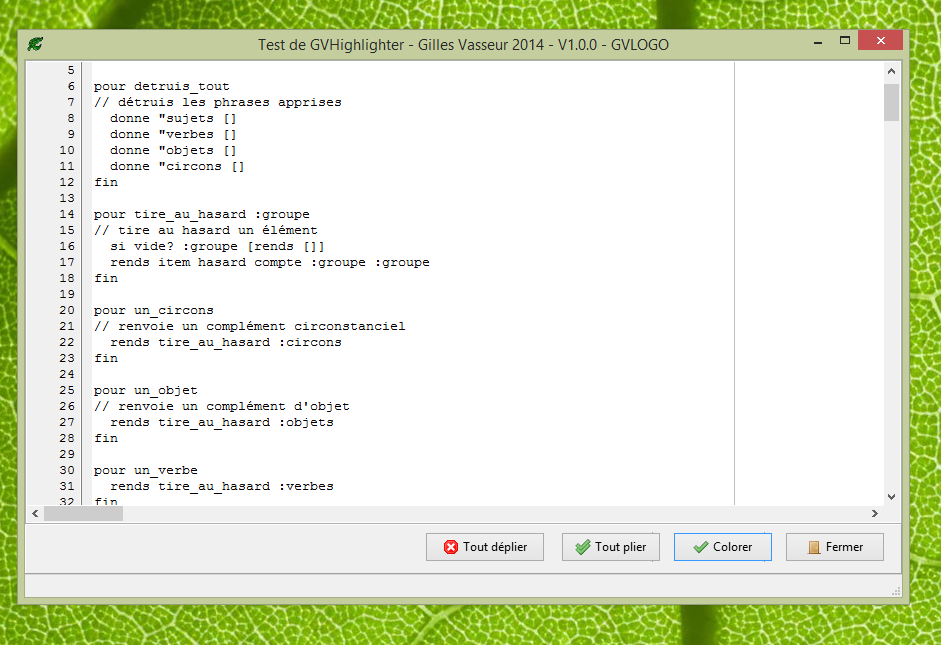 Test de GVHighlighter - Gilles Vasseur 2014 - V1.0.0 - GVLOGO
5
6 pour detruis_tout
7 // détruis les phrases apprises
8 donne "sujets []
9 donne "verbes []
10 donne "objets []
11 donne "circons []
12 fin
13
14 pour tire_au_hasard :groupe
15 // tire au hasard un élément
16 si vide? :groupe [rends []]
17 rends item hasard compte :groupe :groupe
18 fin
19
20 pour un_circons
21 // renvoie un complément circonstanciel
22 rends tire_au_hasard :circons
23 fin
24
25 pour un_objet
26 // renvoie un complément d'objet
27 rends tire_au_hasard :objets
28 fin
29
30 pour un_verbe
31 rends tire_au_hasard :verbes
32 fin
Tout déplier Tout plier Colorer Fermer